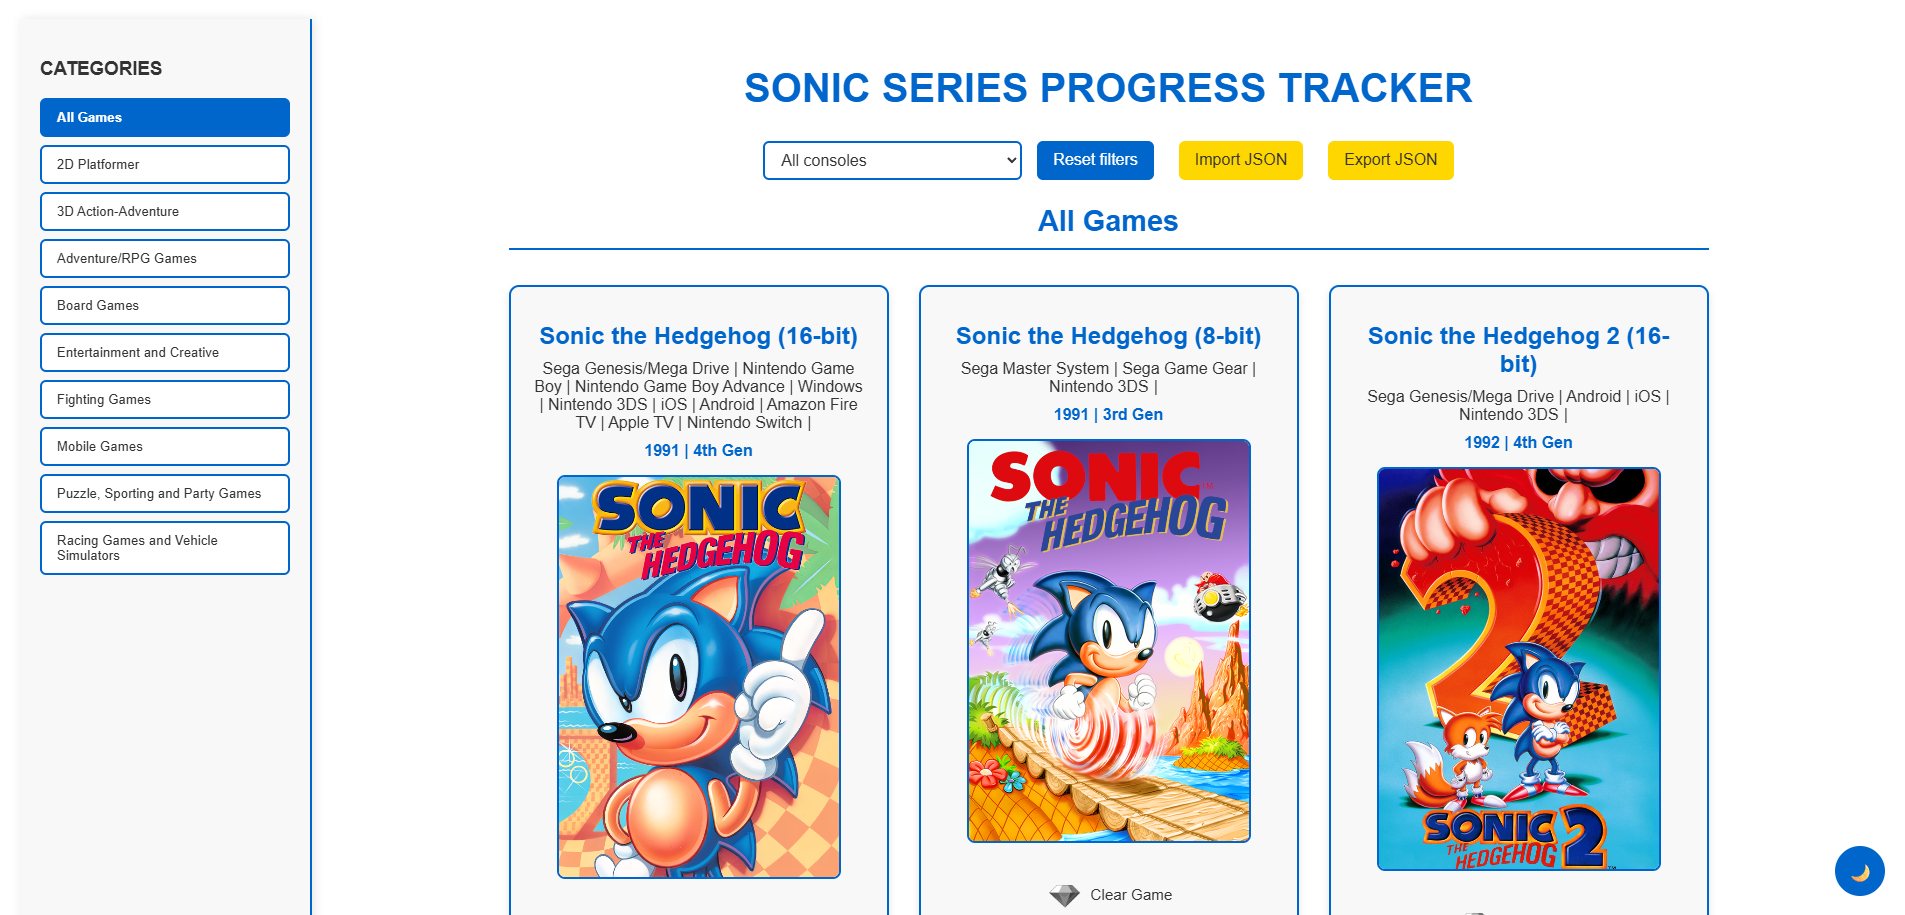 CATEGORIES
All Games
2D Platformer
3D Action-Adventure
Adventure/RPG Games
Board Games
Entertainment and Creative
Fighting Games
Mobile Games
Puzzle, Sporting and Party Games
Racing Games and Vehicle
Simulators
SONIC SERIES PROGRESS TRACKER
All consoles
Reset filters
Import JSON
Export JSON
All Games
Sonic the Hedgehog (16-bit)
Sega Genesis/Mega Drive | Nintendo Game
Boy | Nintendo Game Boy Advance | Windows
| Nintendo 3DS | iOS | Android | Amazon Fire
TV | Apple TV | Nintendo Switch |
1991 | 4th Gen
SONIC
THE
HEDGEHOG
Sonic the Hedgehog (8-bit)
Sega Master System | Sega Game Gear |
Nintendo 3DS |
1991 | 3rd Gen
SONIC™
THE
HEDGEHOG
Clear Game
Sonic the Hedgehog 2 (16-
bit)
Sega Genesis/Mega Drive | Android | iOS |
Nintendo 3DS |
1992 | 4th Gen
2
SONIC 2
THE
HEDGEHOG ™